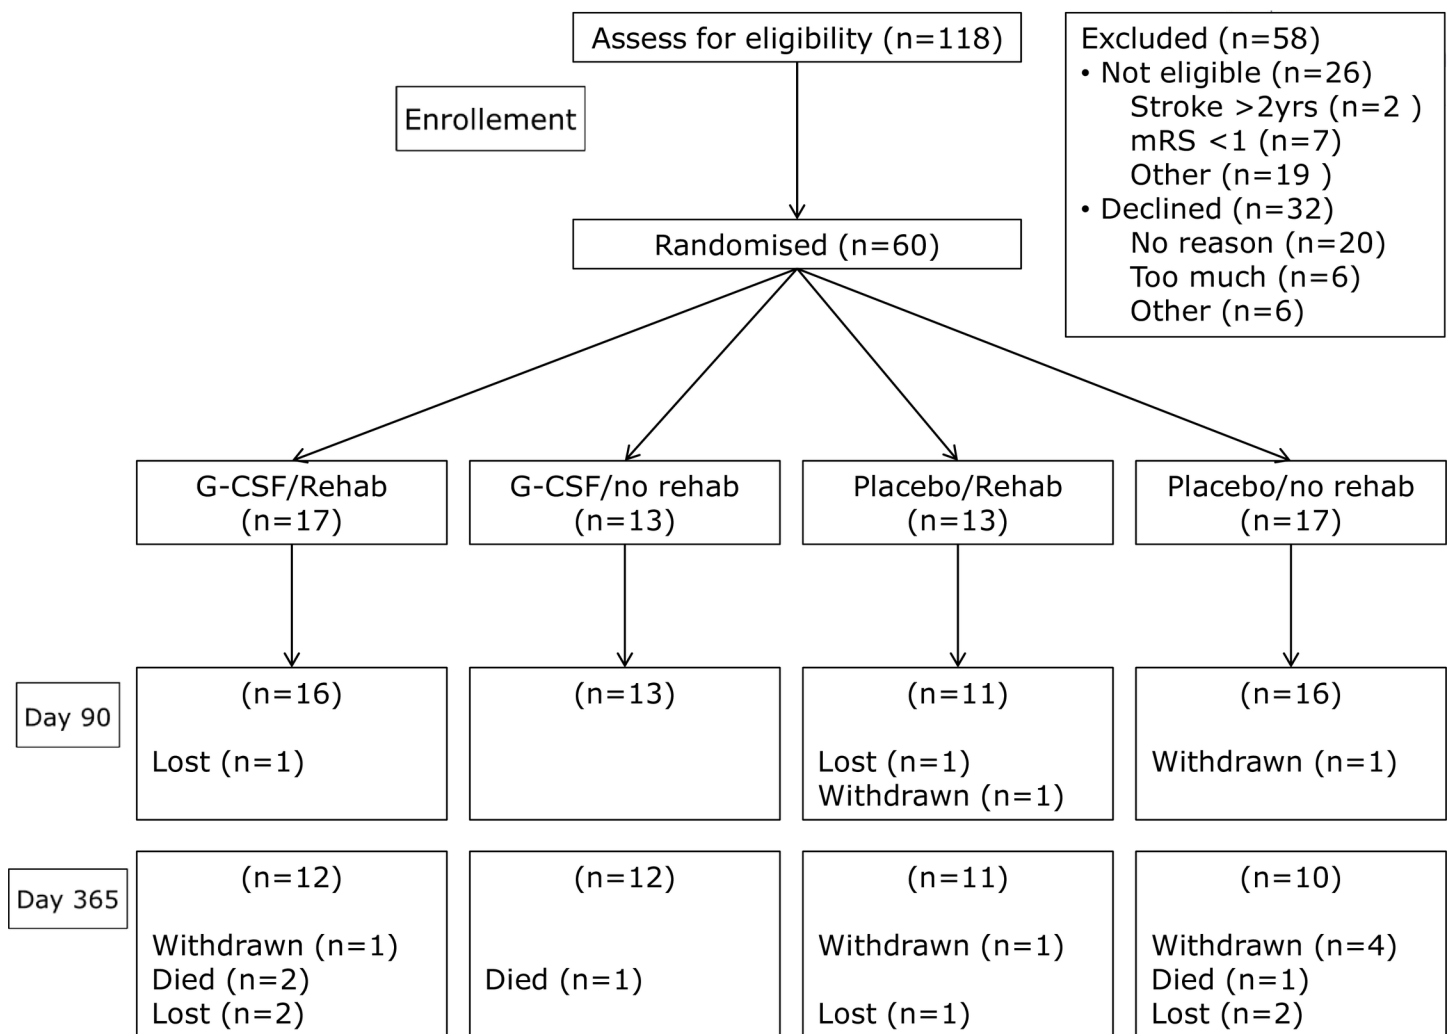 Assess for eligibility (n=118)
Excluded (n=58)
• Not eligible (n=26)
Stroke >2yrs (n=2 )
mRS <1 (n=7)
Other (n=19 )
• Declined (n=32)
No reason (n=20)
Too much (n=6)
Other (n=6)
Enrollement
Randomised (n=60)
G-CSF/Rehab
(n=17)
G-CSF/no rehab
(n=13)
Placebo/Rehab
(n=13)
Placebo/no rehab
(n=17)
Day 90
(n=16)
Lost (n=1)
(n=13)
(n=11)
Lost (n=1)
Withdrawn (n=1)
(n=16)
Withdrawn (n=1)
Day 365
(n=12)
Withdrawn (n=1)
Died (n=2)
Lost (n=2)
(n=12)
Died (n=1)
(n=11)
Withdrawn (n=1)
Lost (n=1)
(n=10)
Withdrawn (n=4)
Died (n=1)
Lost (n=2)